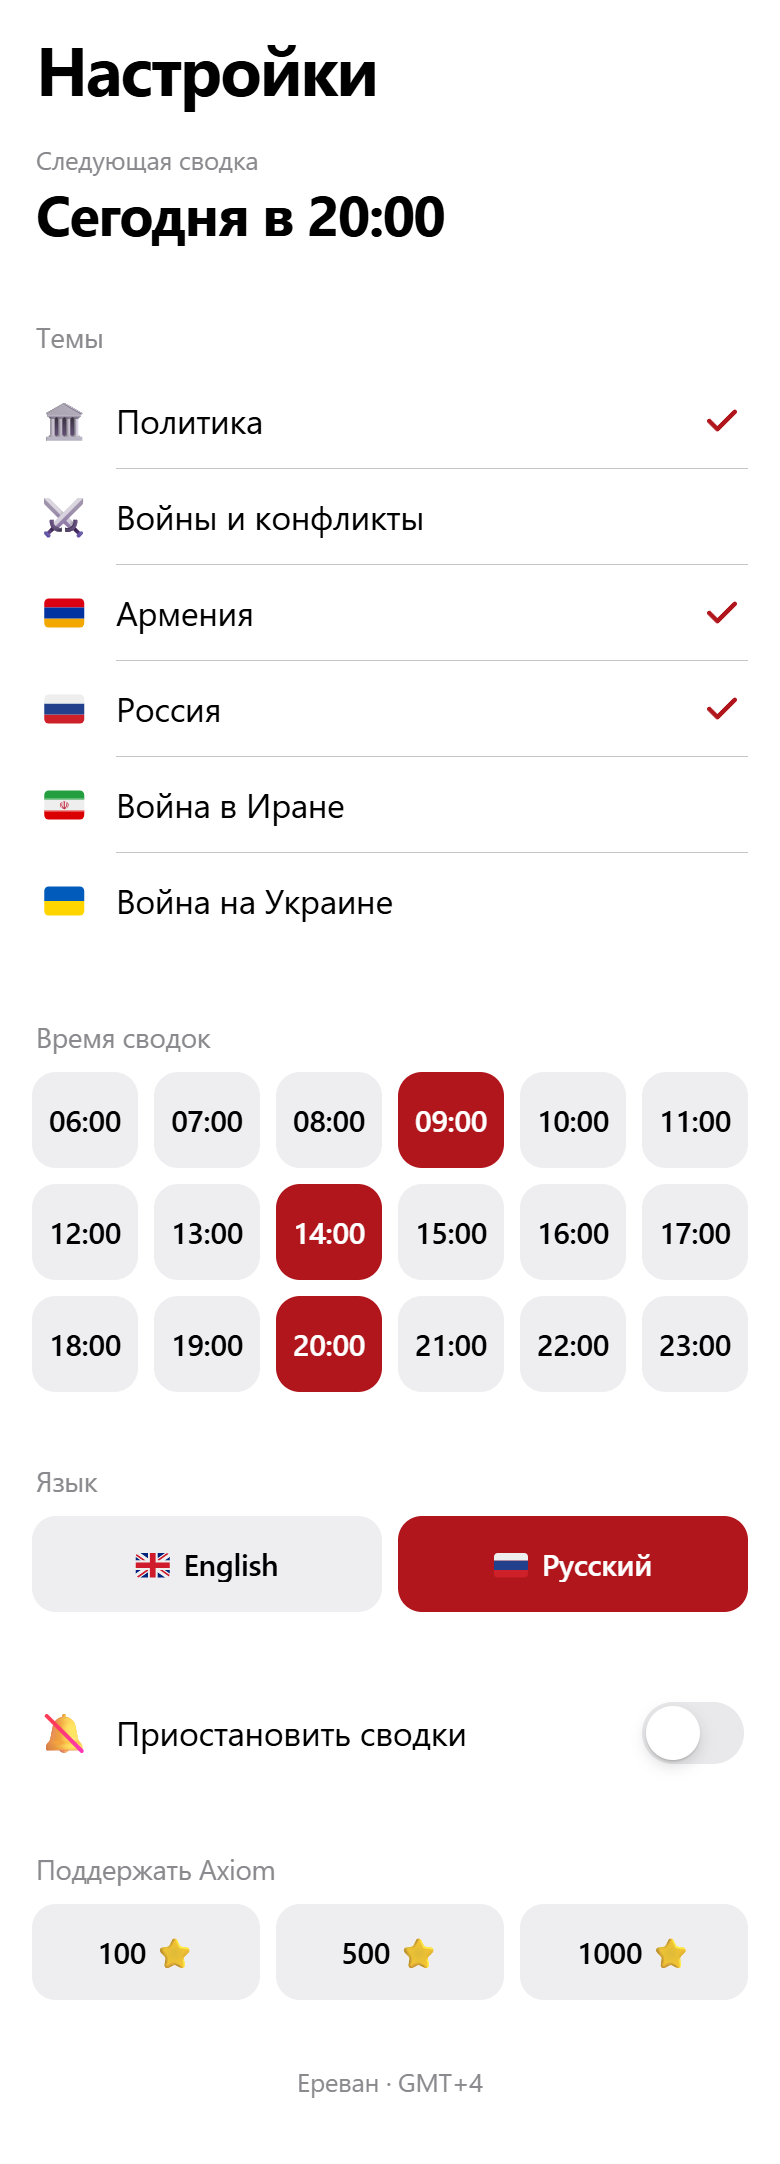 Настройки
Следующая сводка
Сегодня в 20:00
Темы
Политика
Войны и конфликты
Армения
Россия
Война в Иране
Война на Украине
Время сводок
06:00 07:00 08:00 09:00 10:00 11:00
12:00 13:00 14:00 15:00 16:00 17:00
18:00 19:00 20:00 21:00 22:00 23:00
Язык
English Русский
Приостановить сводки
Поддержать Axiom
100 500 1000
Ереван · GMT+4